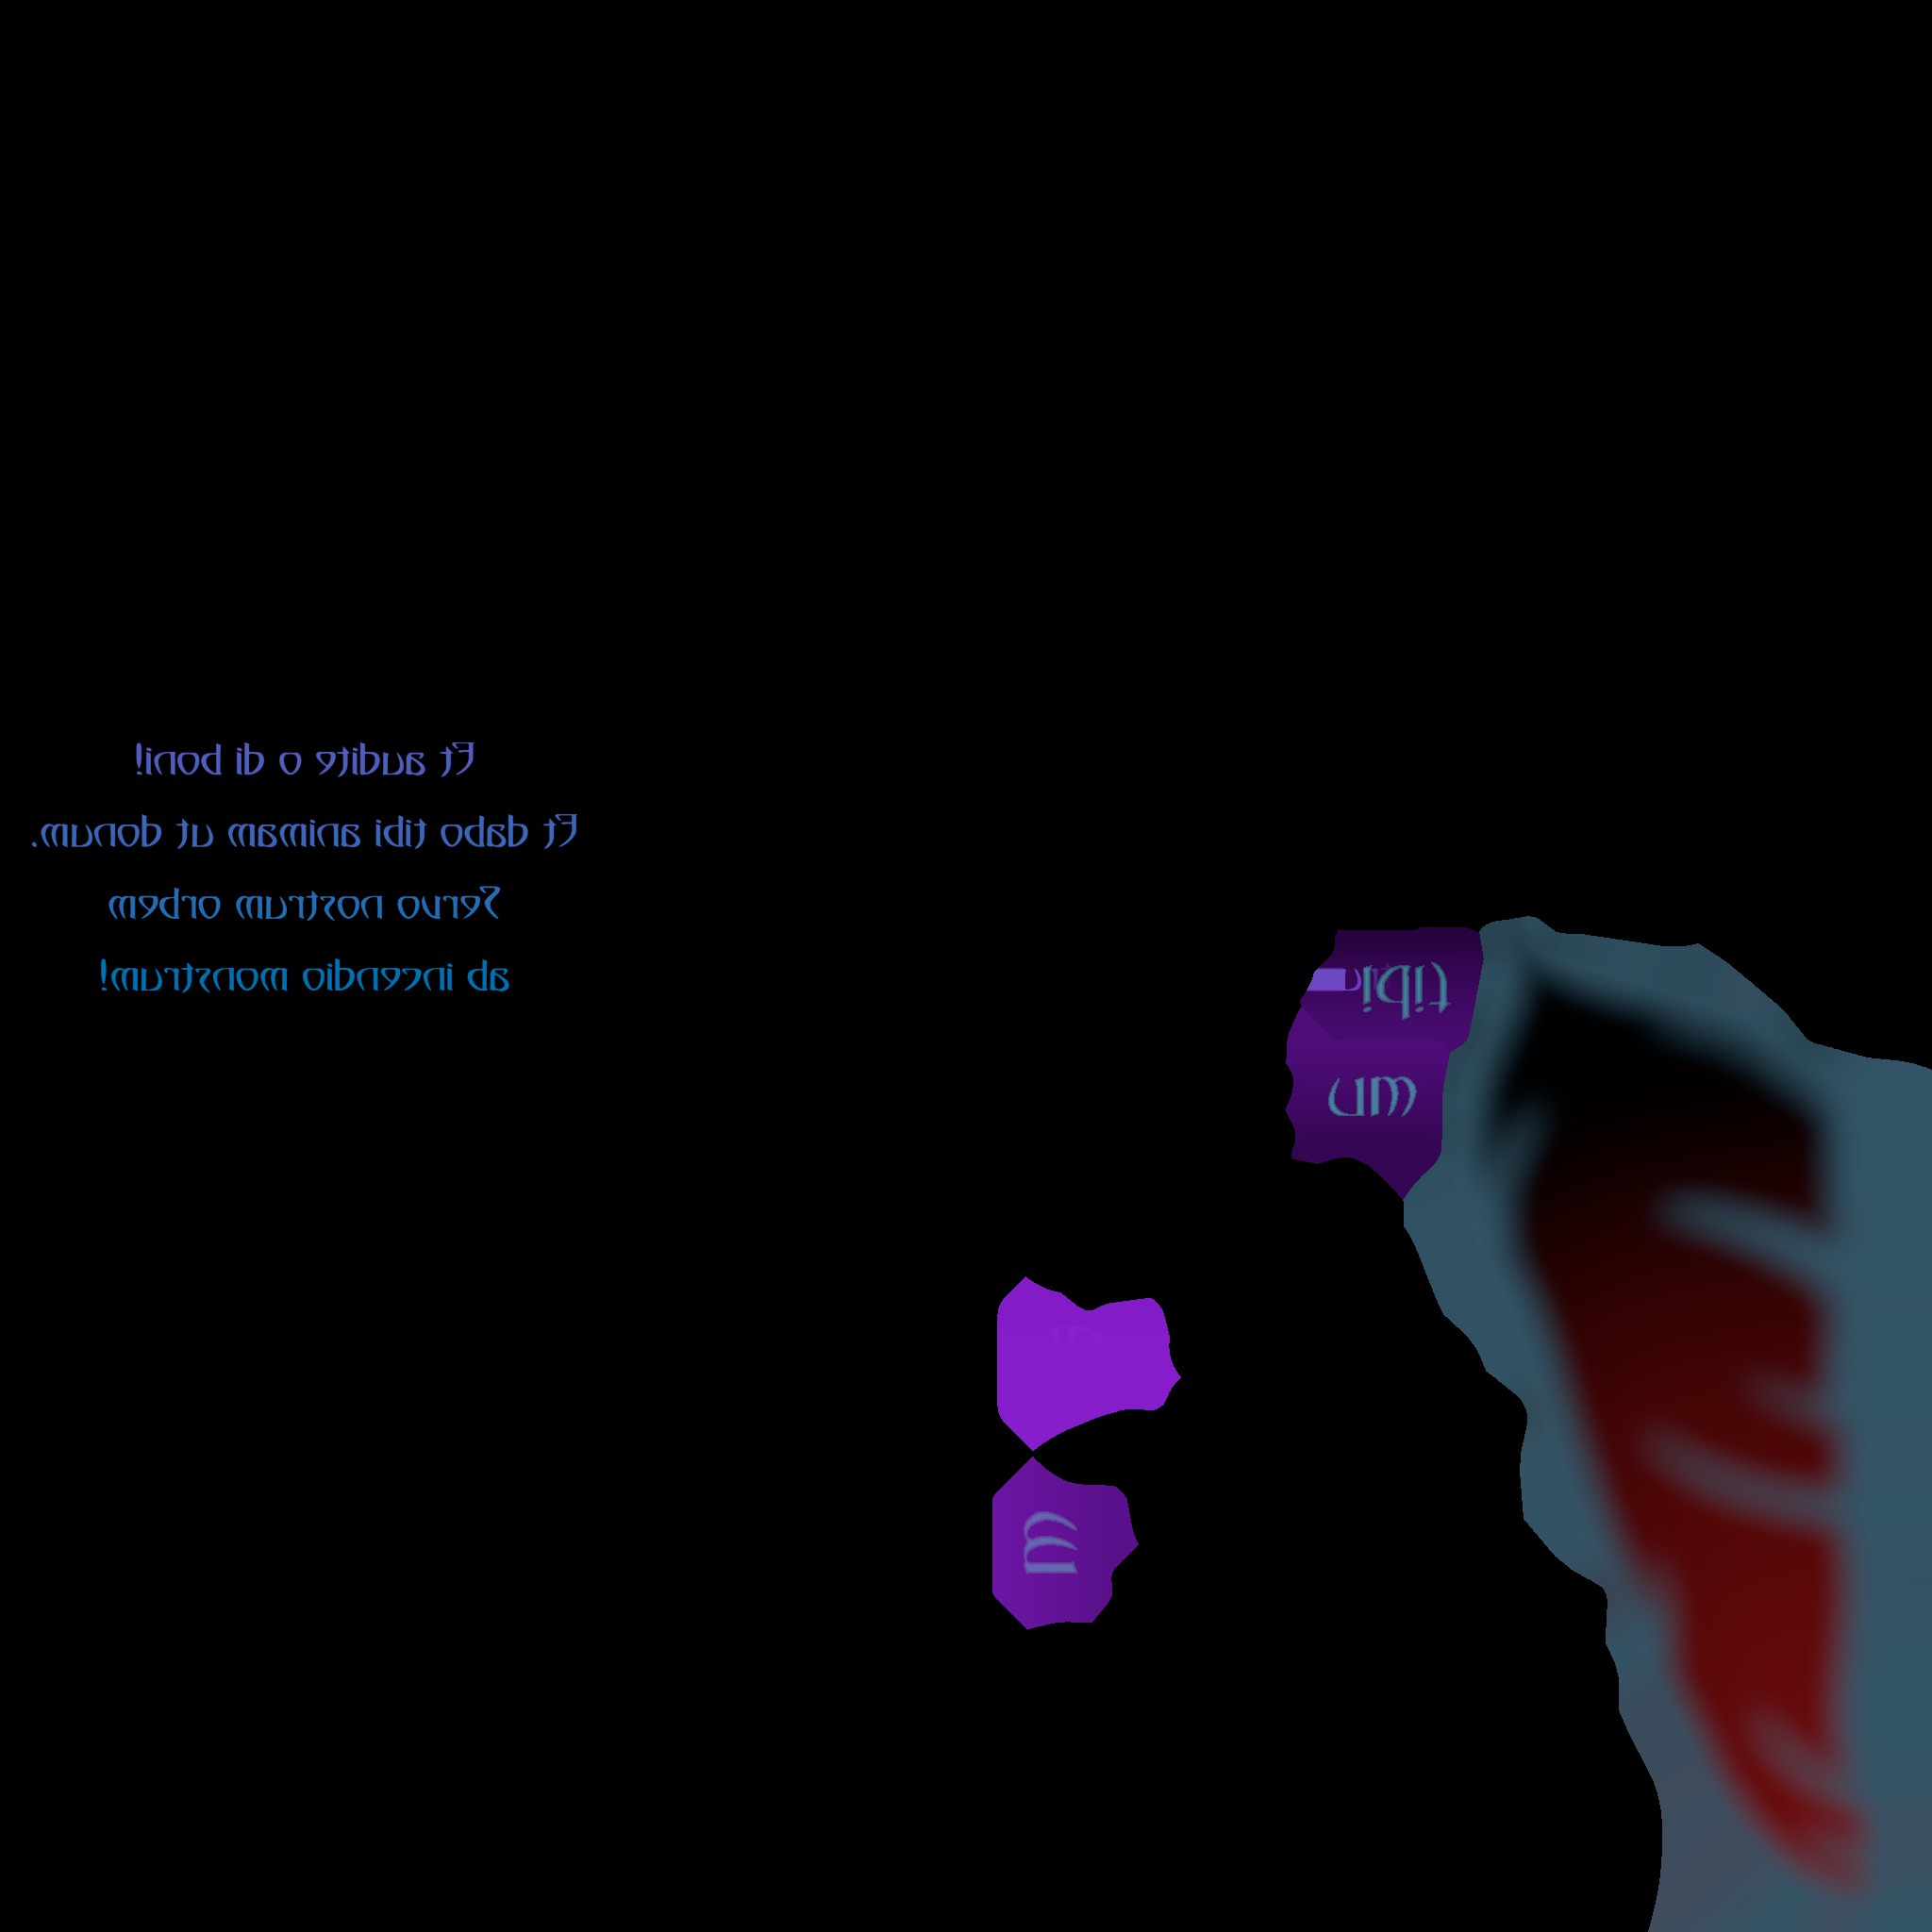 Et audite o di boni!
Et dabo tibi animam ut donum.
Servo nostrum orbem
ab incendio monstrum!
tibi
um
m